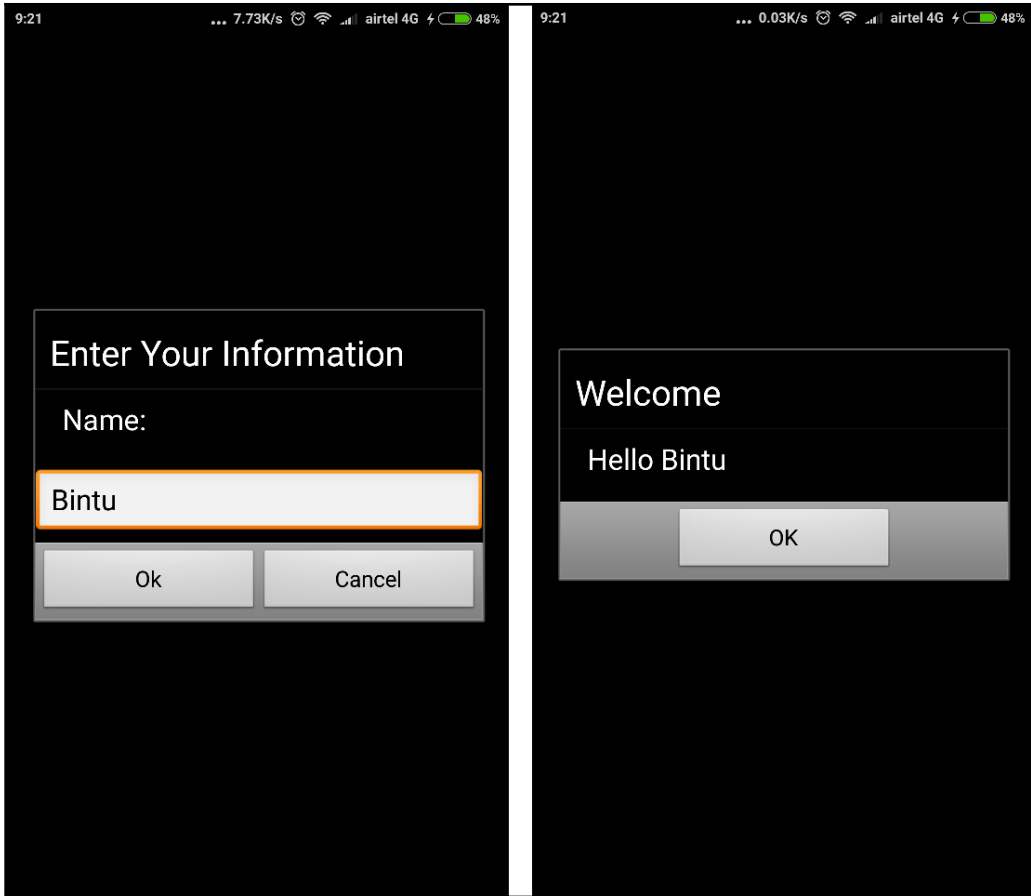 9:21
... 7.73K/s airtel 4G 48%
Enter Your Information
Name:
Bintu
Ok Cancel
9:21
... 0.03K/s airtel 4G 48%
Welcome
Hello Bintu
OK